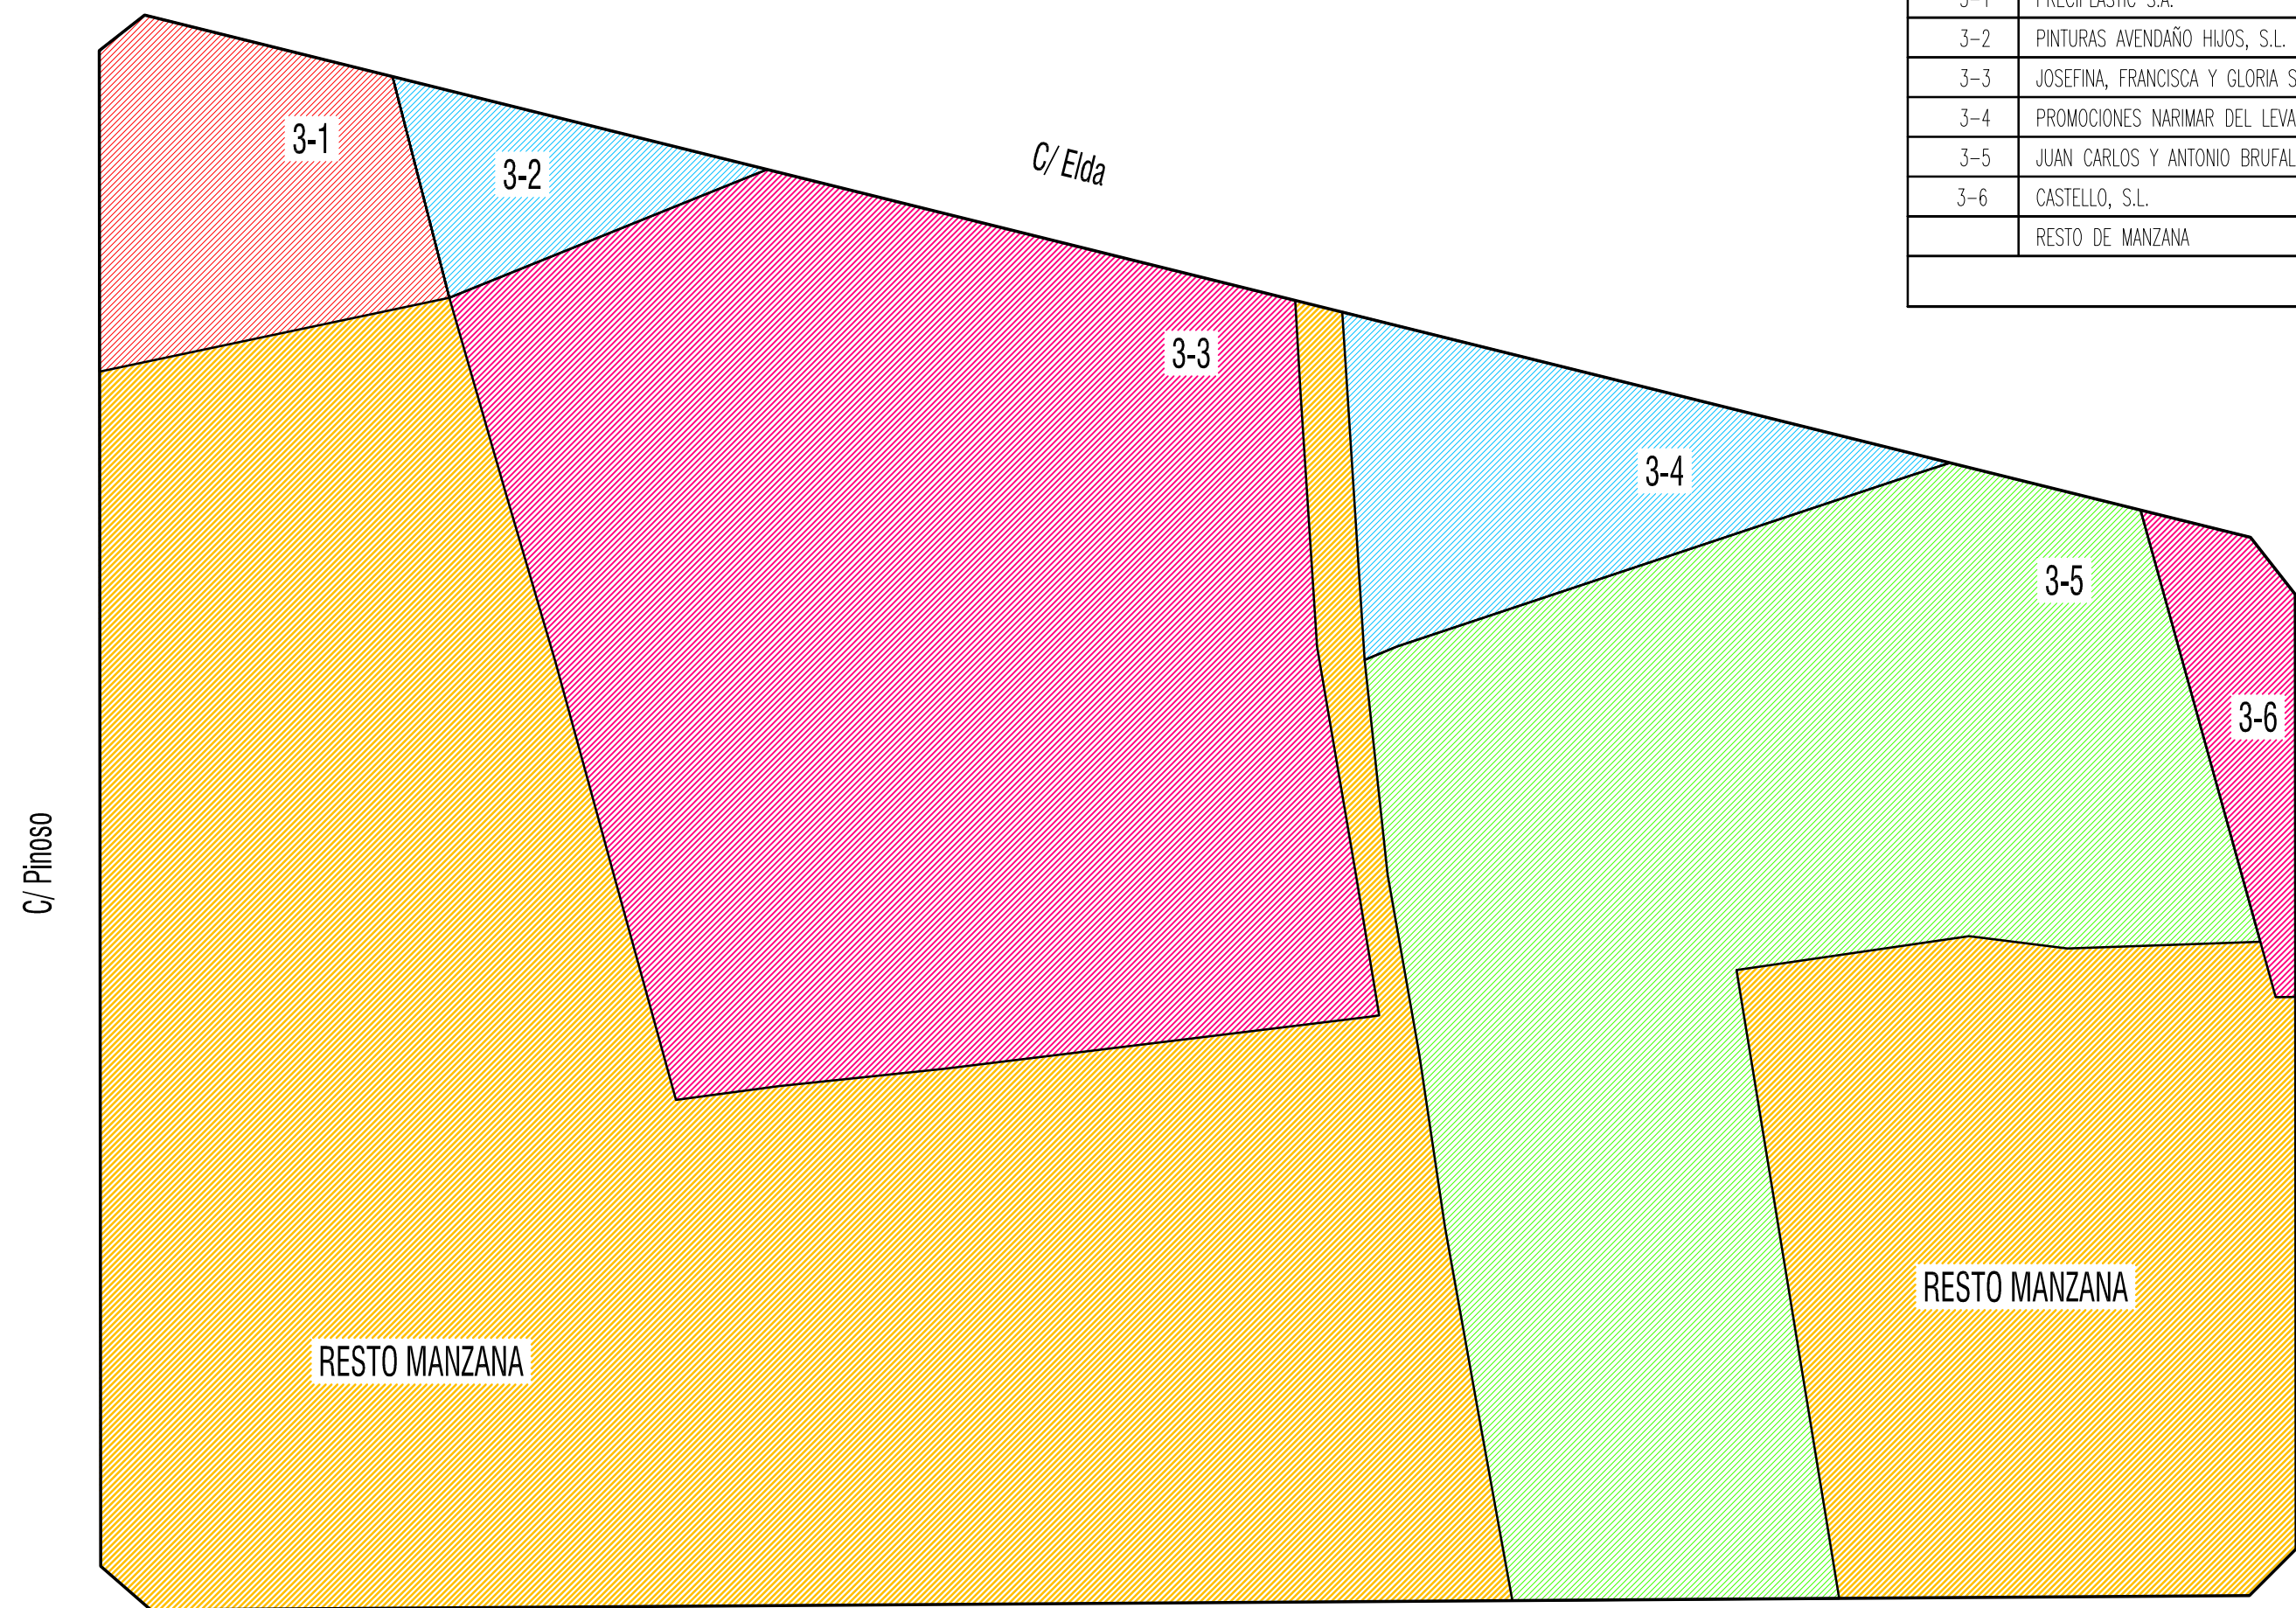 3-1 PRECIPLASTIC S.A.
3-2 PINTURAS AVENDAÑO HIJOS, S.L.
3-3 JOSEFINA, FRANCISCA Y GLORIA
3-4 PROMOCIONES NARIMAR DEL
3-5 JUAN CARLOS Y ANTONIO
3-6 CASTELLO, S.L.
RESTO DE MANZANA
3-1
3-2
C/ Elda
3-3
3-4
3-5
3-6
C/ Pinoso
RESTO MANZANA
RESTO MANZANA